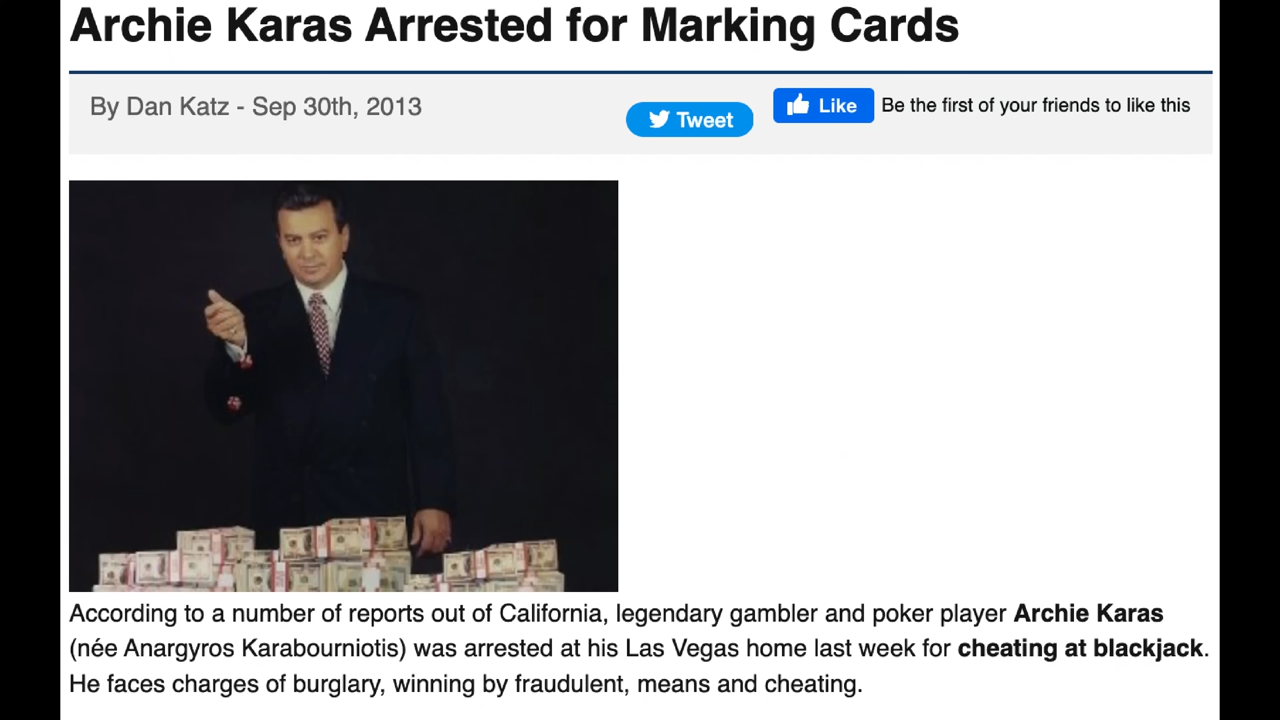 Archie Karas Arrested for Marking Cards
By Dan Katz - Sep 30th, 2013
Tweet
Like
Be the first of your friends to like this
According to a number of reports out of California, legendary gambler and poker player Archie Karas
(née Anargyros Karabourniotis) was arrested at his Las Vegas home last week for cheating at blackjack.
He faces charges of burglary, winning by fraudulent, means and cheating.